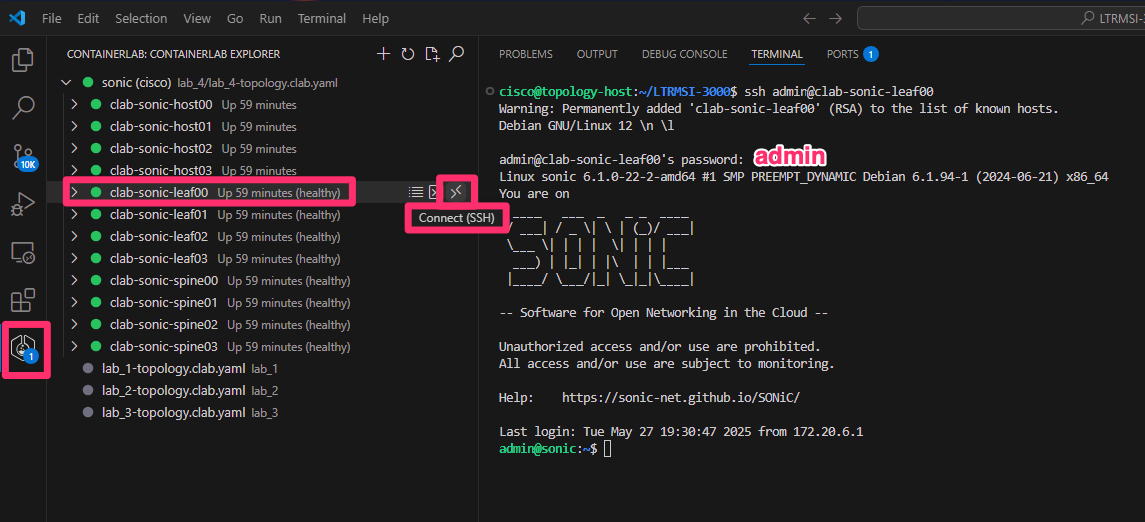 File Edit Selection View Go Run Terminal Help
LTRMSI-3
CONTAINERLAB: CONTAINERLAB EXPLORER
sonic (cisco) lab_4/lab_4-topology.clab.yaml
clab-sonic-host00 Up 59 minutes
clab-sonic-host01 Up 59 minutes
clab-sonic-host02 Up 59 minutes
clab-sonic-host03 Up 59 minutes
clab-sonic-leaf00 Up 59 minutes (healthy)
Connect (SSH)
clab-sonic-leaf01 Up 59 minutes (healthy)
clab-sonic-leaf02 Up 59 minutes (healthy)
clab-sonic-leaf03 Up 59 minutes (healthy)
clab-sonic-spine00 Up 59 minutes (healthy)
clab-sonic-spine01 Up 59 minutes (healthy)
clab-sonic-spine02 Up 59 minutes (healthy)
clab-sonic-spine03 Up 59 minutes (healthy)
lab_1-topology.clab.yaml lab_1
lab_2-topology.clab.yaml lab_2
lab_3-topology.clab.yaml lab_3
10K
1
PROBLEMS OUTPUT DEBUG CONSOLE TERMINAL PORTS 1
cisco@topology-host:~/LTRMSI-3000$ ssh admin@clab-sonic-leaf00
Warning: Permanently added 'clab-sonic-leaf00' (RSA) to the list of known hosts.
Debian GNU/Linux 12 \n \l
admin@clab-sonic-leaf00's password: admin
Linux sonic 6.1.0-22-2-amd64 #1 SMP PREEMPT_DYNAMIC Debian 6.1.94-1 (2024-06-21) x86_64
You are on
SONiC
-- Software for Open Networking in the Cloud --
Unauthorized access and/or use are prohibited.
All access and/or use are subject to monitoring.
Help: https://sonic-net.github.io/SONiC/
Last login: Tue May 27 19:30:47 2025 from 172.20.6.1
admin@sonic:~$